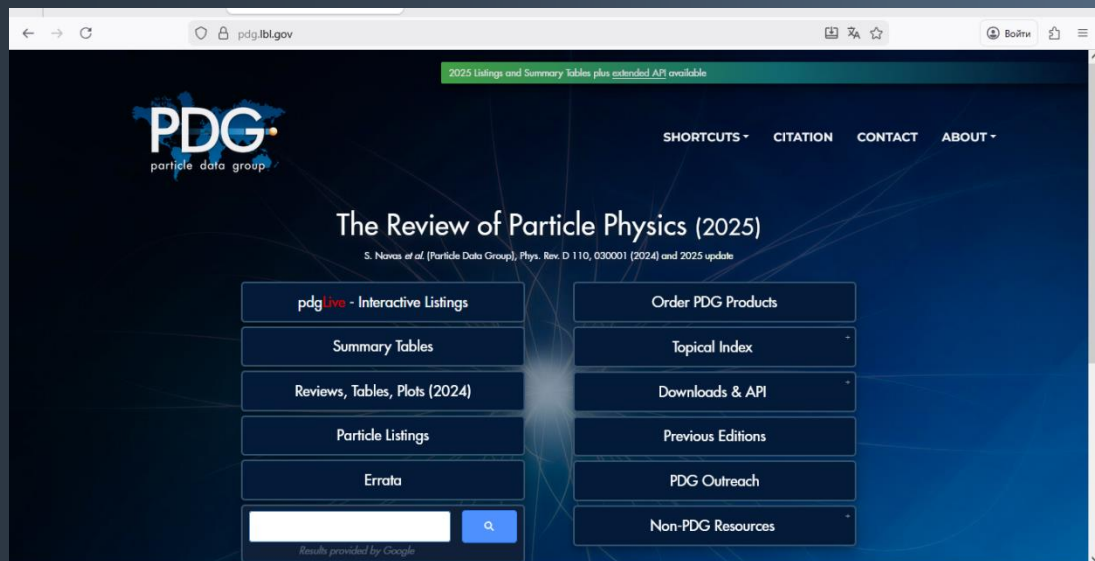 pdg.lbl.gov
Войти
2025 Listings and Summary Tables plus extended API available
PDG
particle data group
SHORTCUTS
CITATION
CONTACT
ABOUT
The Review of Particle Physics (2025)
S. Navas et al. (Particle Data Group), Phys. Rev. D 110, 030001 (2024) and 2025 update
pdgLive - Interactive Listings
Summary Tables
Reviews, Tables, Plots (2024)
Particle Listings
Errata
Results provided by Google
Order PDG Products
Topical Index
+
Downloads & API
+
Previous Editions
PDG Outreach
Non-PDG Resources
+